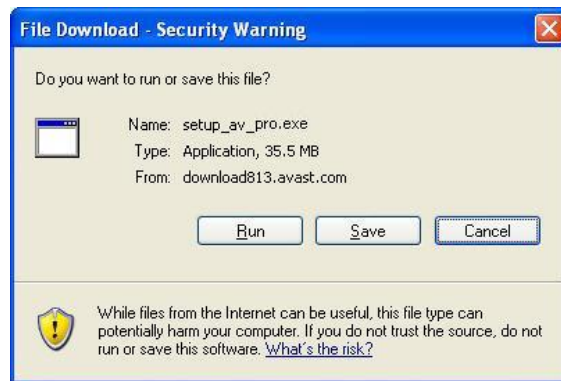 File Download - Security Warning
Do you want to run or save this file?
Name: setup_av_pro.exe
Type: Application, 35.5 MB
From: download813.avast.com
Run Save Cancel
While files from the Internet can be useful, this file type can
potentially harm your computer. If you do not trust the source, do not
run or save this software. What's the risk?